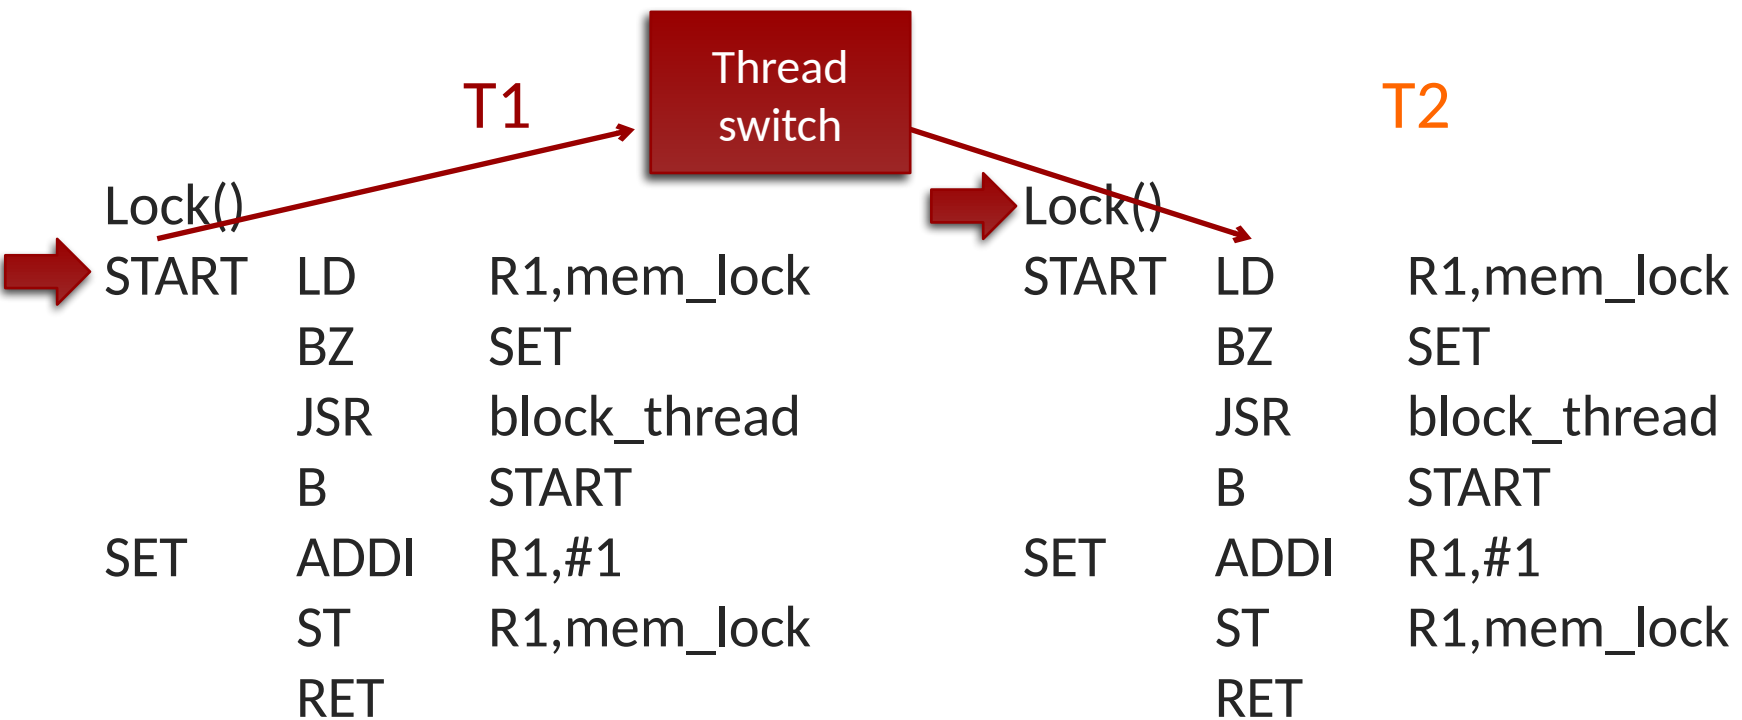 Thread
switch
T1
T2
Lock()
START LD R1,mem_lock
BZ SET
JSR block_thread
B START
SET ADDI R1,#1
ST R1,mem_lock
RET
Lock()
START LD R1,mem_lock
BZ SET
JSR block_thread
B START
SET ADDI R1,#1
ST R1,mem_lock
RET